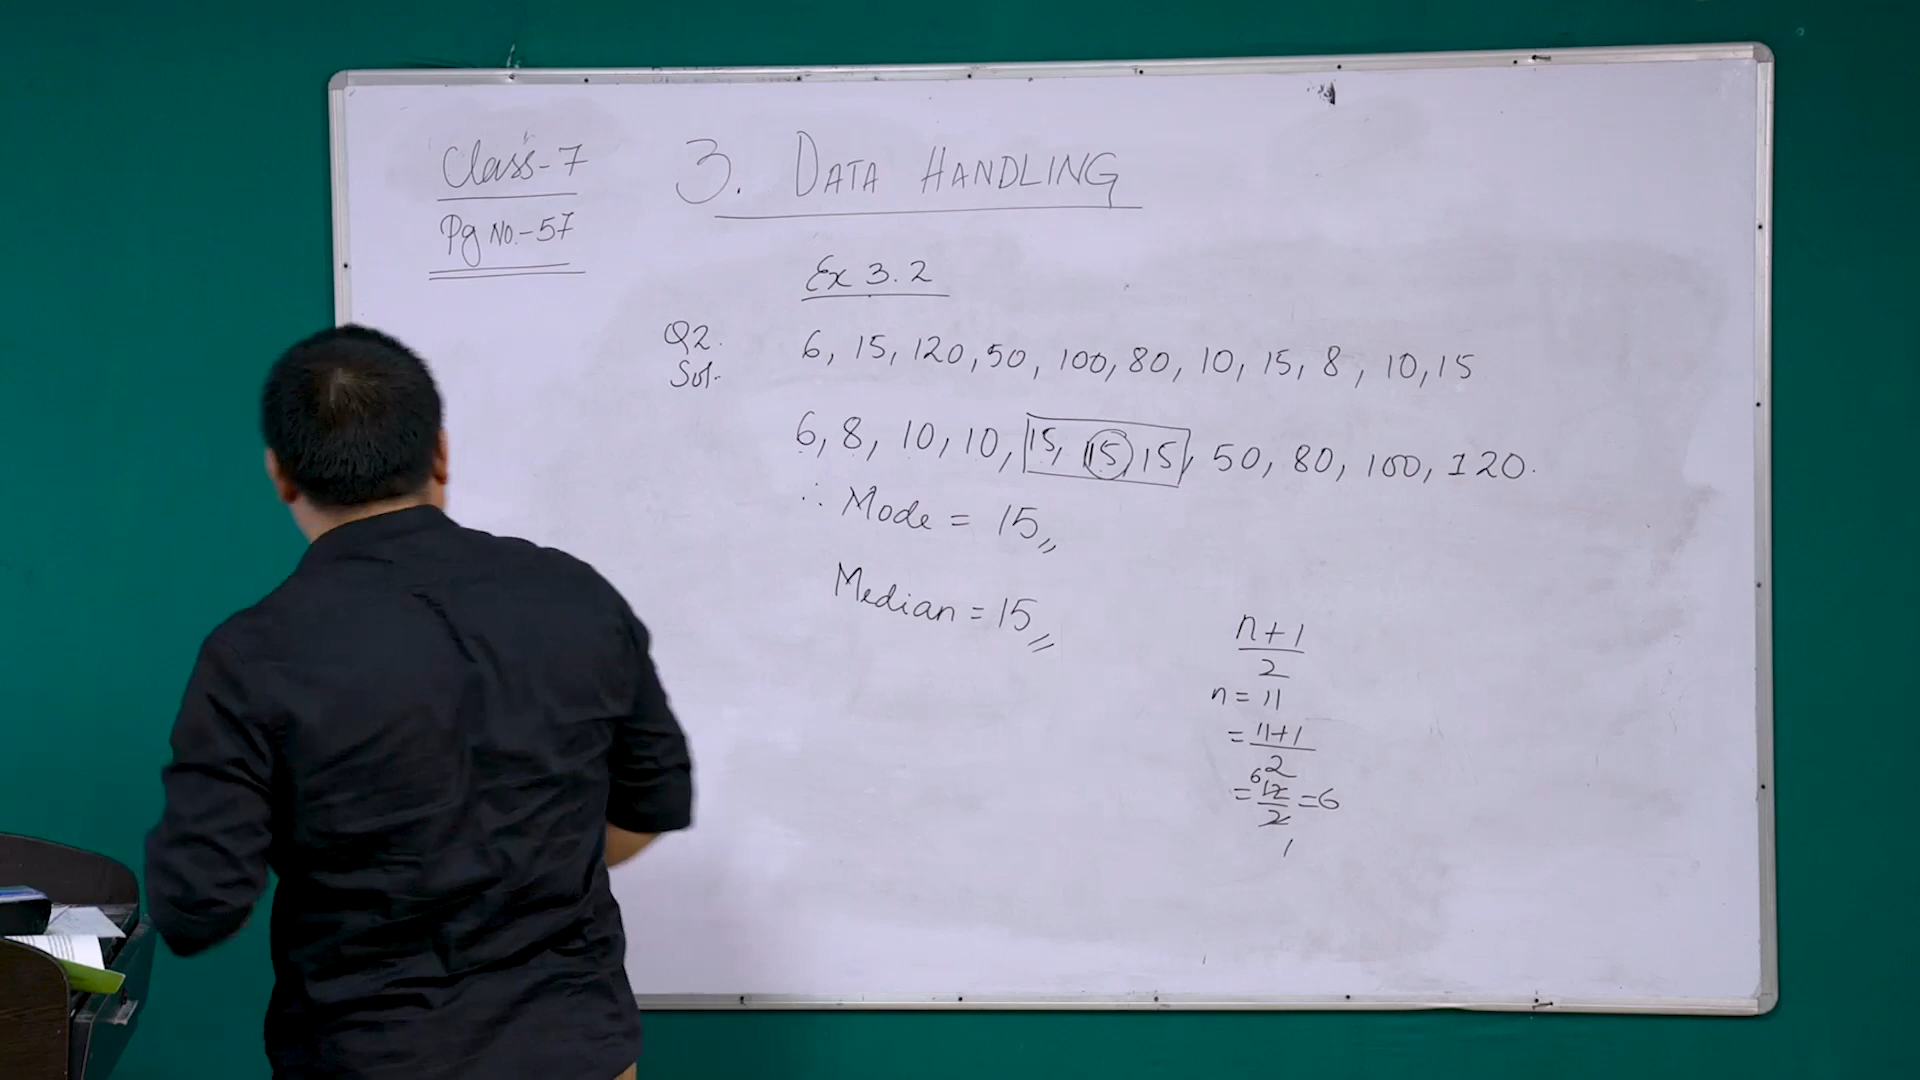 Class-7
Pg No.-57
3. DATA HANDLING
Ex 3.2
Q2. 6, 15, 120, 50, 100, 80, 10, 15, 8, 10, 15
Sol.
6, 8, 10, 10, 15, 15, 15, 50, 80, 100, 120.
∴ Mode = 15,,
Median = 15,,
n+1
2
n = 11
= 11+1
2
6
= 12 = 6
2
1